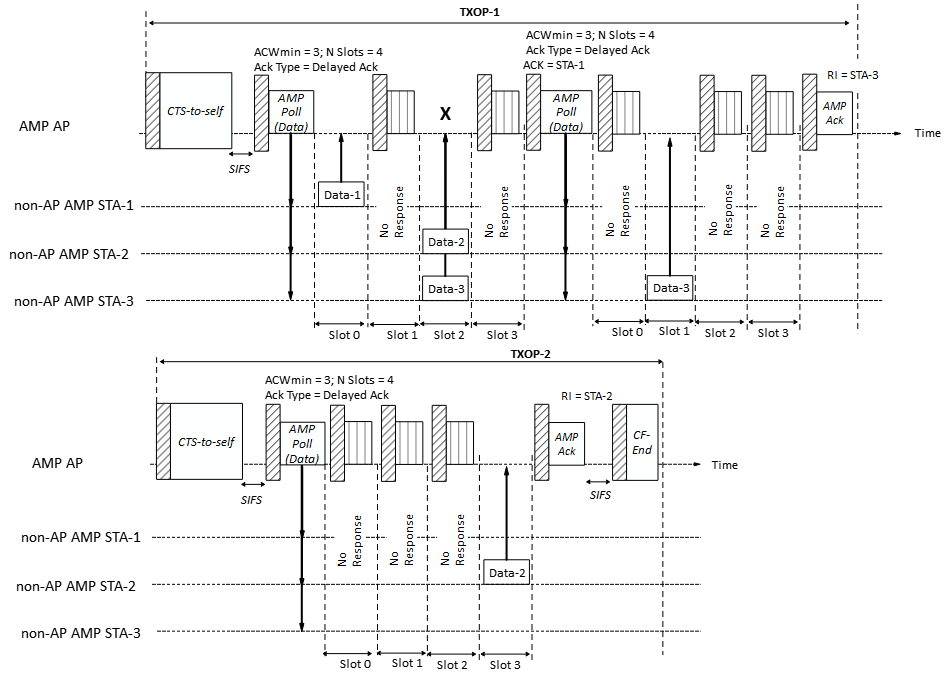 TXOP-1
ACWmin = 3; N Slots = 4
Ack Type = Delayed Ack
ACWmin = 3; N Slots = 4
Ack Type = Delayed Ack
ACK = STA-1
RI = STA-3
AMP AP
CTS-to-self
SIFS
AMP
Poll
(Data)
X
AMP
Poll
(Data)
AMP
Ack
Time
non-AP AMP STA-1
Data-1
No
Response
No
Response
No
Response
No
Response
No
Response
non-AP AMP STA-2
Data-2
non-AP AMP STA-3
Data-3
Data-3
Slot 0
Slot 1
Slot 2
Slot 3
Slot 0
Slot 1
Slot 2
Slot 3
TXOP-2
ACWmin = 3; N Slots = 4
Ack Type = Delayed Ack
RI = STA-2
AMP AP
CTS-to-self
SIFS
AMP
Poll
(Data)
AMP
Ack
SIFS
CF-
End
Time
non-AP AMP STA-1
No
Response
No
Response
No
Response
non-AP AMP STA-2
Data-2
non-AP AMP STA-3
Slot 0
Slot 1
Slot 2
Slot 3